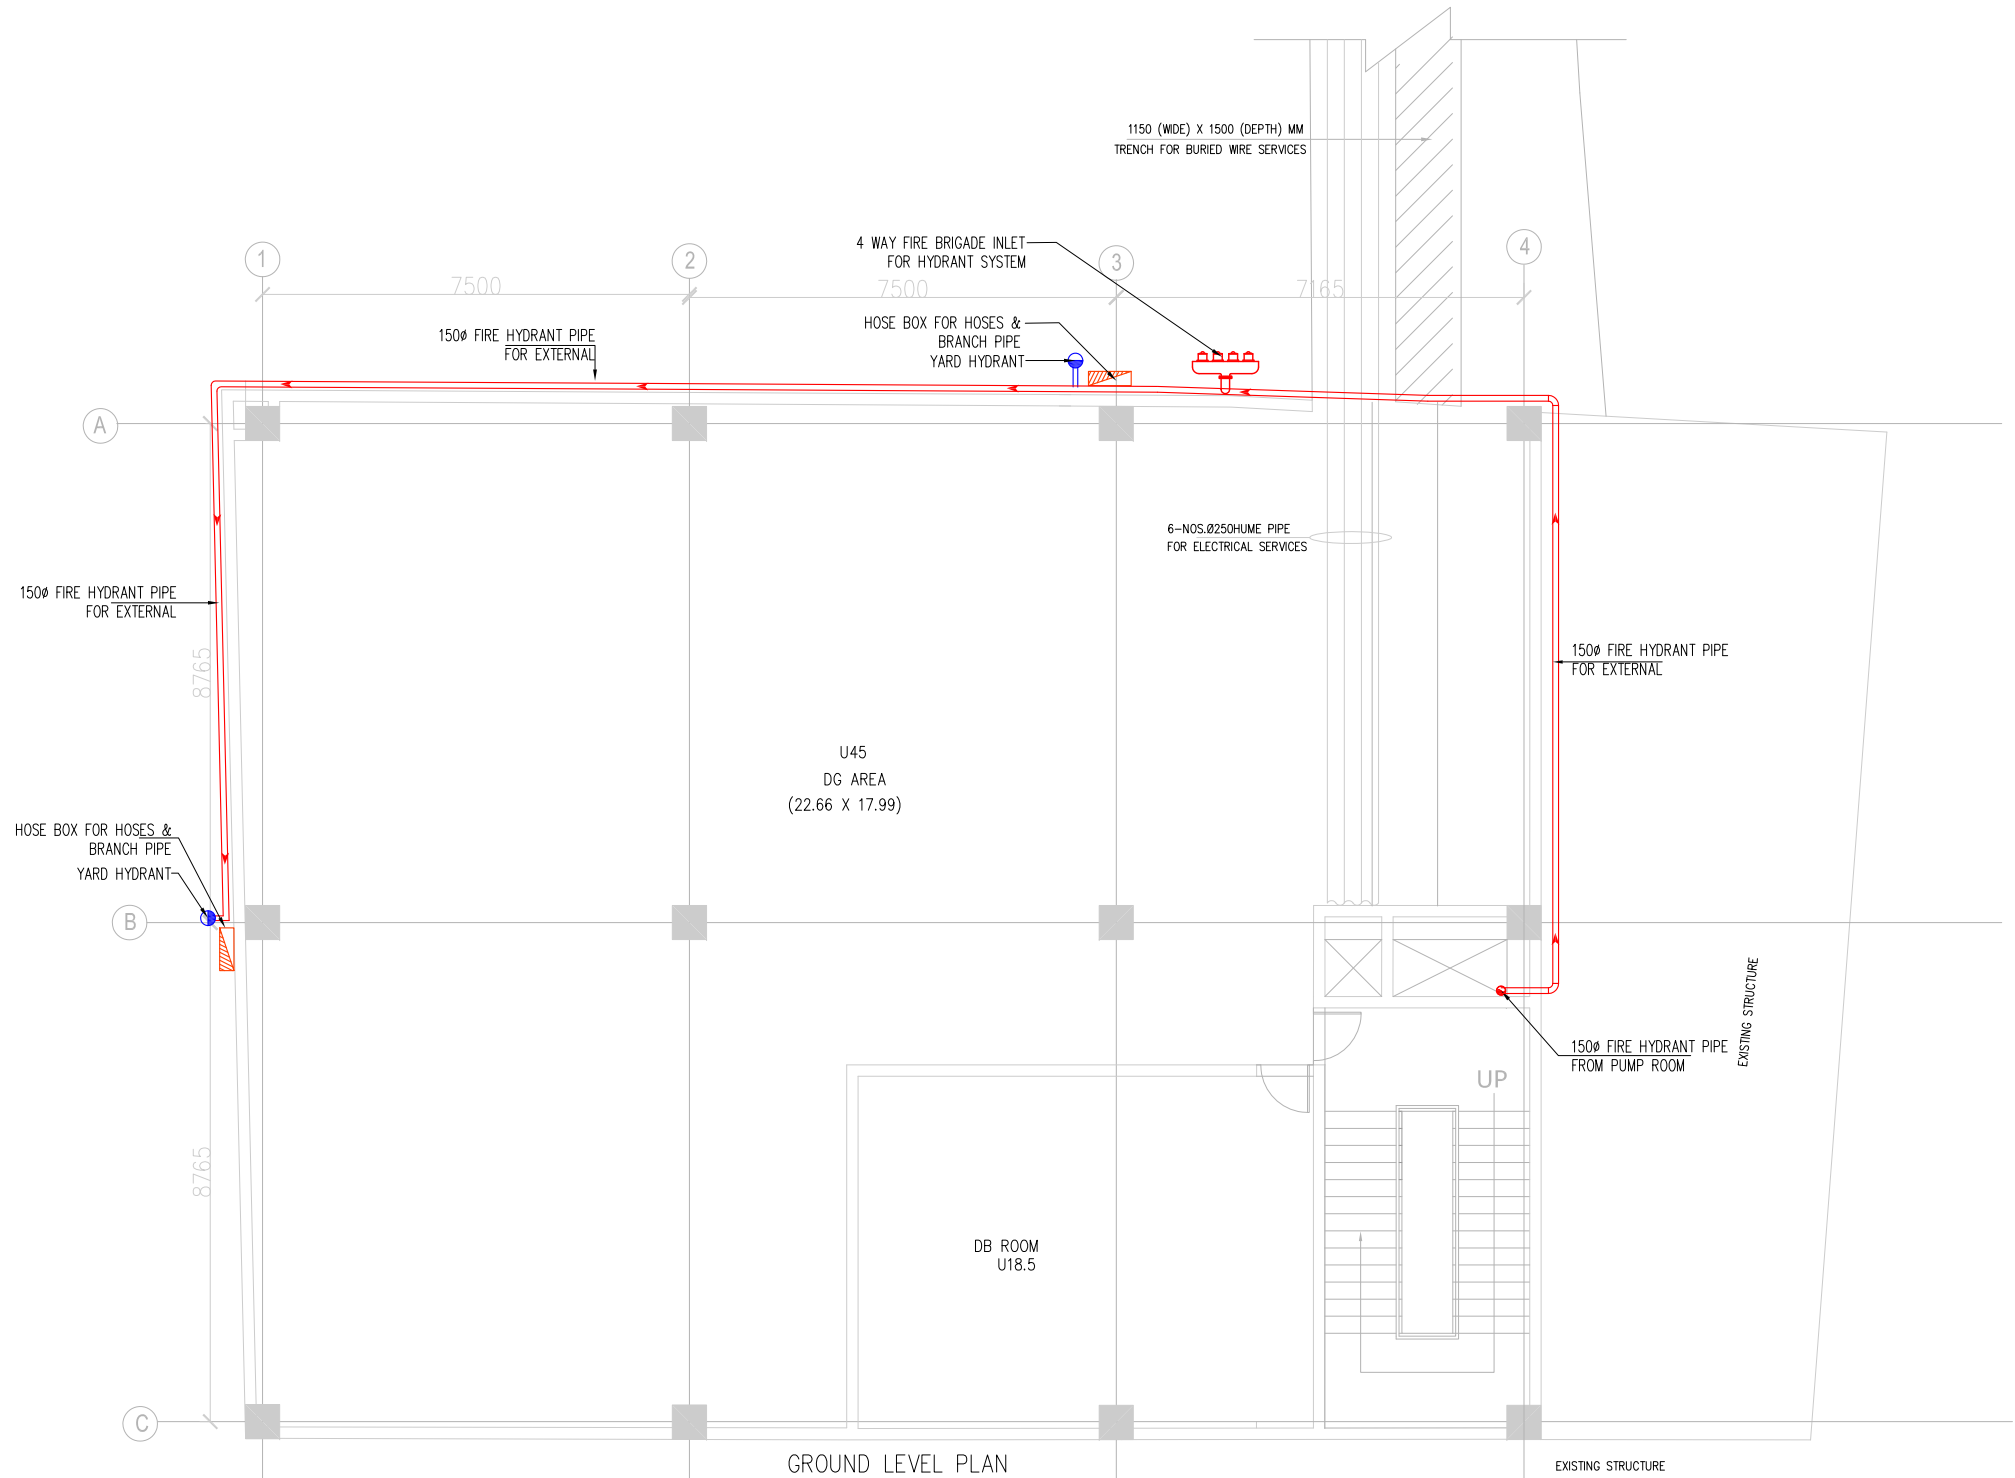 1150 (WIDE) X 1500 (DEPTH) MM
TRENCH FOR BURIED WIRE SERVICES
4 WAY FIRE BRIGADE INLET
FOR HYDRANT SYSTEM
1
2
3
4
7500
7500
7165
HOSE BOX FOR HOSES &
BRANCH PIPE
YARD HYDRANT
150ø FIRE HYDRANT PIPE
FOR EXTERNAL
A
6-NOS.Ø250HUME PIPE
FOR ELECTRICAL SERVICES
150ø FIRE HYDRANT PIPE
FOR EXTERNAL
8765
150ø FIRE HYDRANT PIPE
FOR EXTERNAL
U45
DG AREA
(22.66 X 17.99)
HOSE BOX FOR HOSES &
BRANCH PIPE
YARD HYDRANT
B
EXISTING STRUCTURE
150ø FIRE HYDRANT PIPE
FROM PUMP ROOM
UP
8765
DB ROOM
U18.5
C
GROUND LEVEL PLAN
EXISTING STRUCTURE